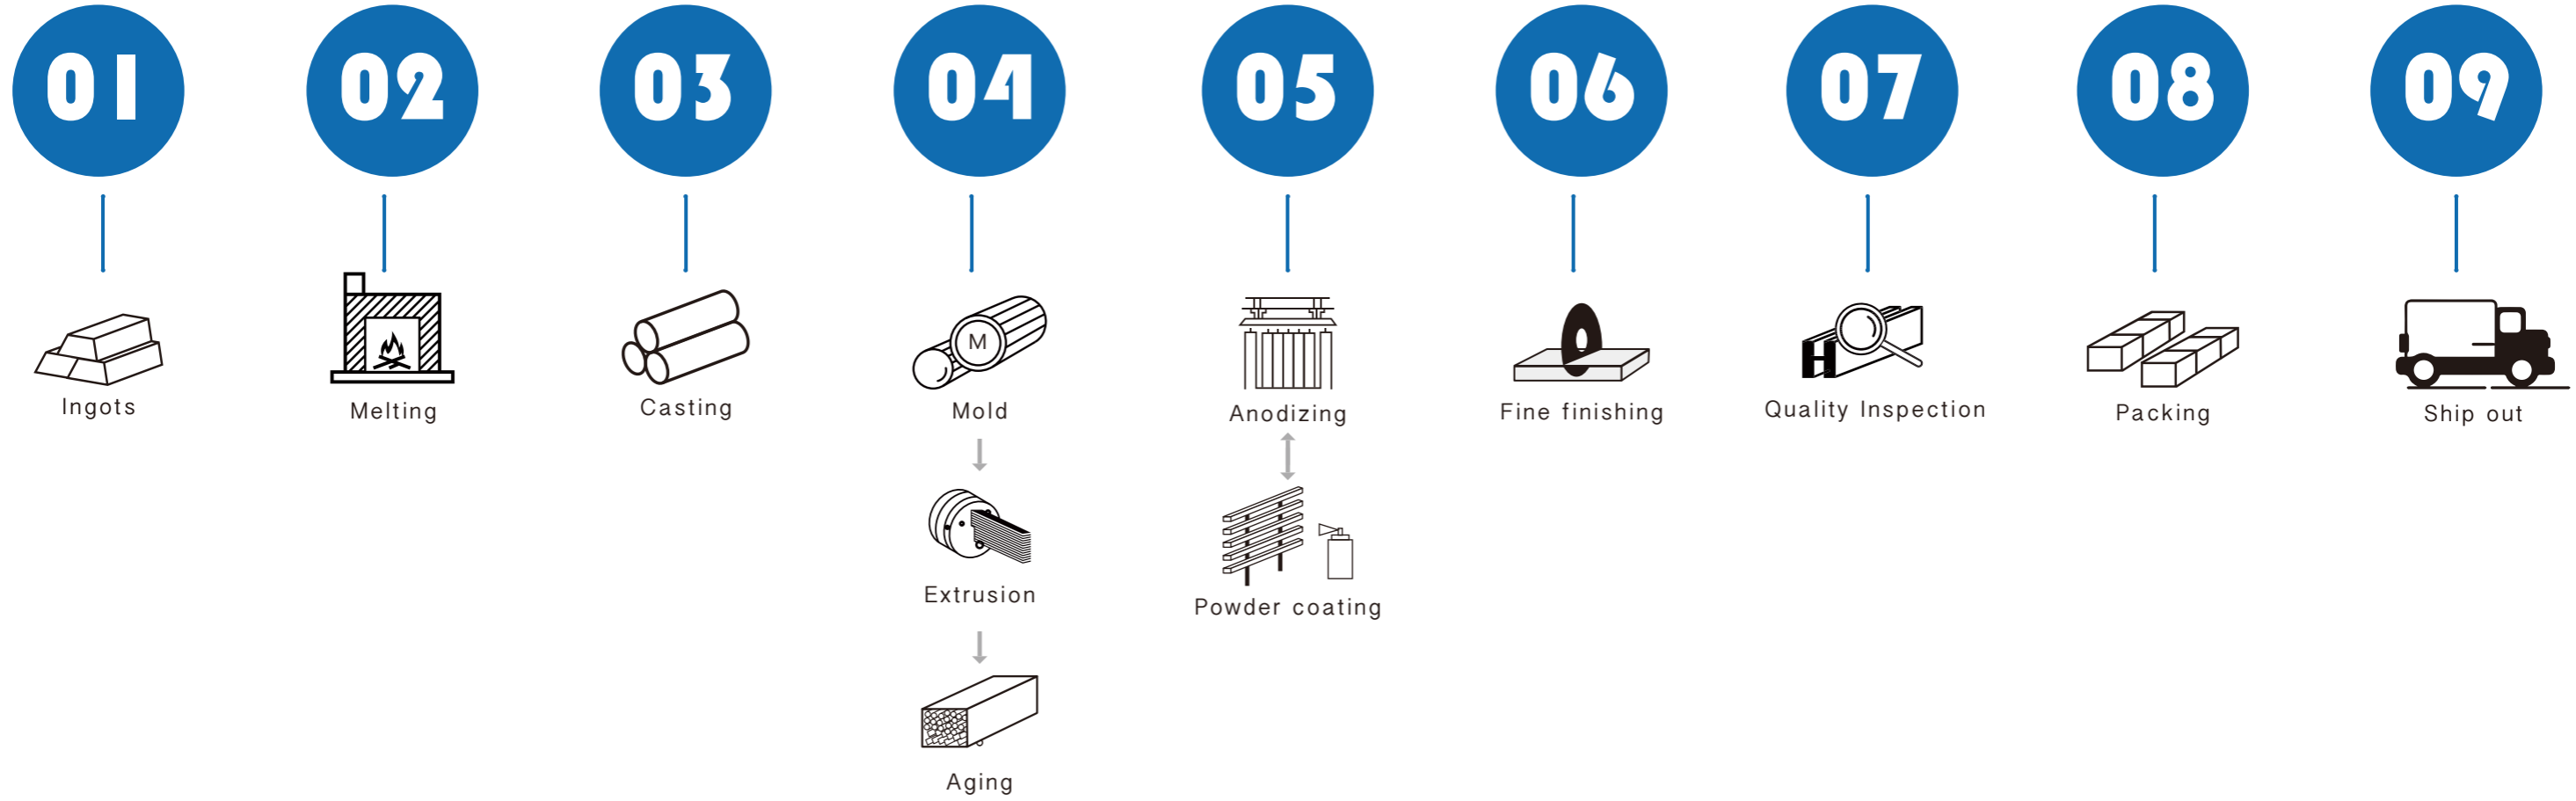 01
02
03
04
05
06
07
08
09
Ingots
Melting
Casting
M
Mold
Extrusion
Aging
Anodizing
Powder coating
Fine finishing
H
Quality Inspection
Packing
Ship out